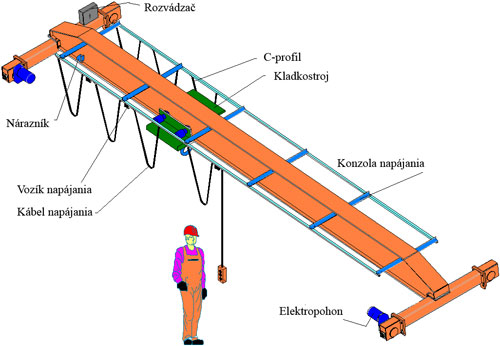 Rozvádzač
C-profil
Kladkostroj
Nárazník
Konzola napájania
Vozík napájania
Kábel napájania
Elektropohon